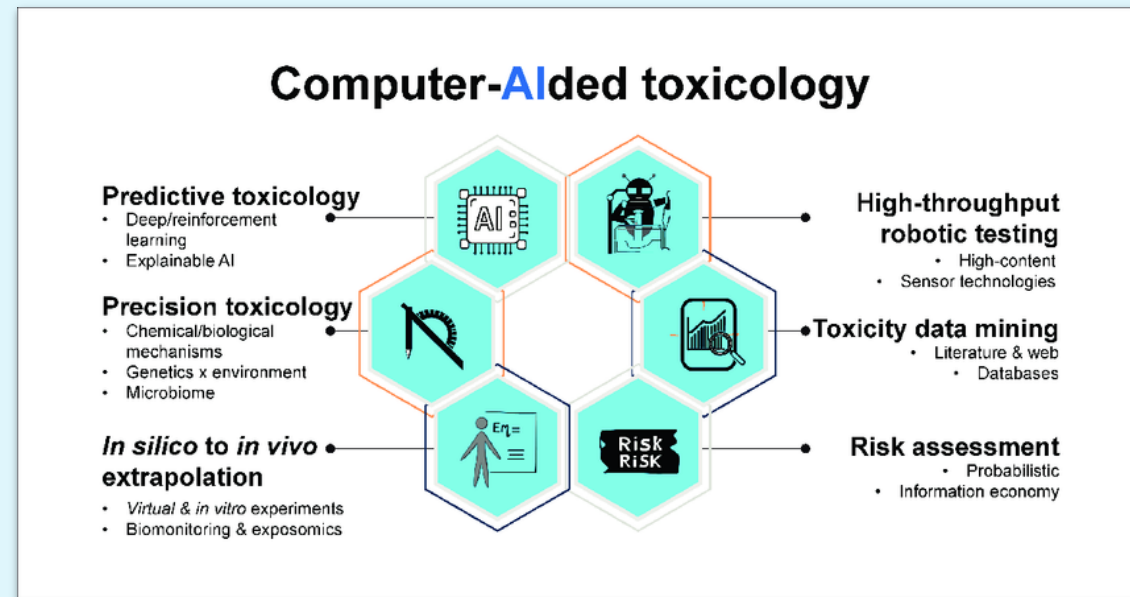 Computer-AIded toxicology
Predictive toxicology
• Deep/reinforcement
learning
• Explainable AI
Precision toxicology
• Chemical/biological
mechanisms
• Genetics x environment
• Microbiome
In silico to in vivo
extrapolation
• Virtual & in vitro experiments
• Biomonitoring & exposomics
AI
Eq=
RiSK
RiSK
High-throughput
robotic testing
• High-content
• Sensor technologies
Toxicity data mining
• Literature & web
• Databases
Risk assessment
• Probabilistic
• Information economy